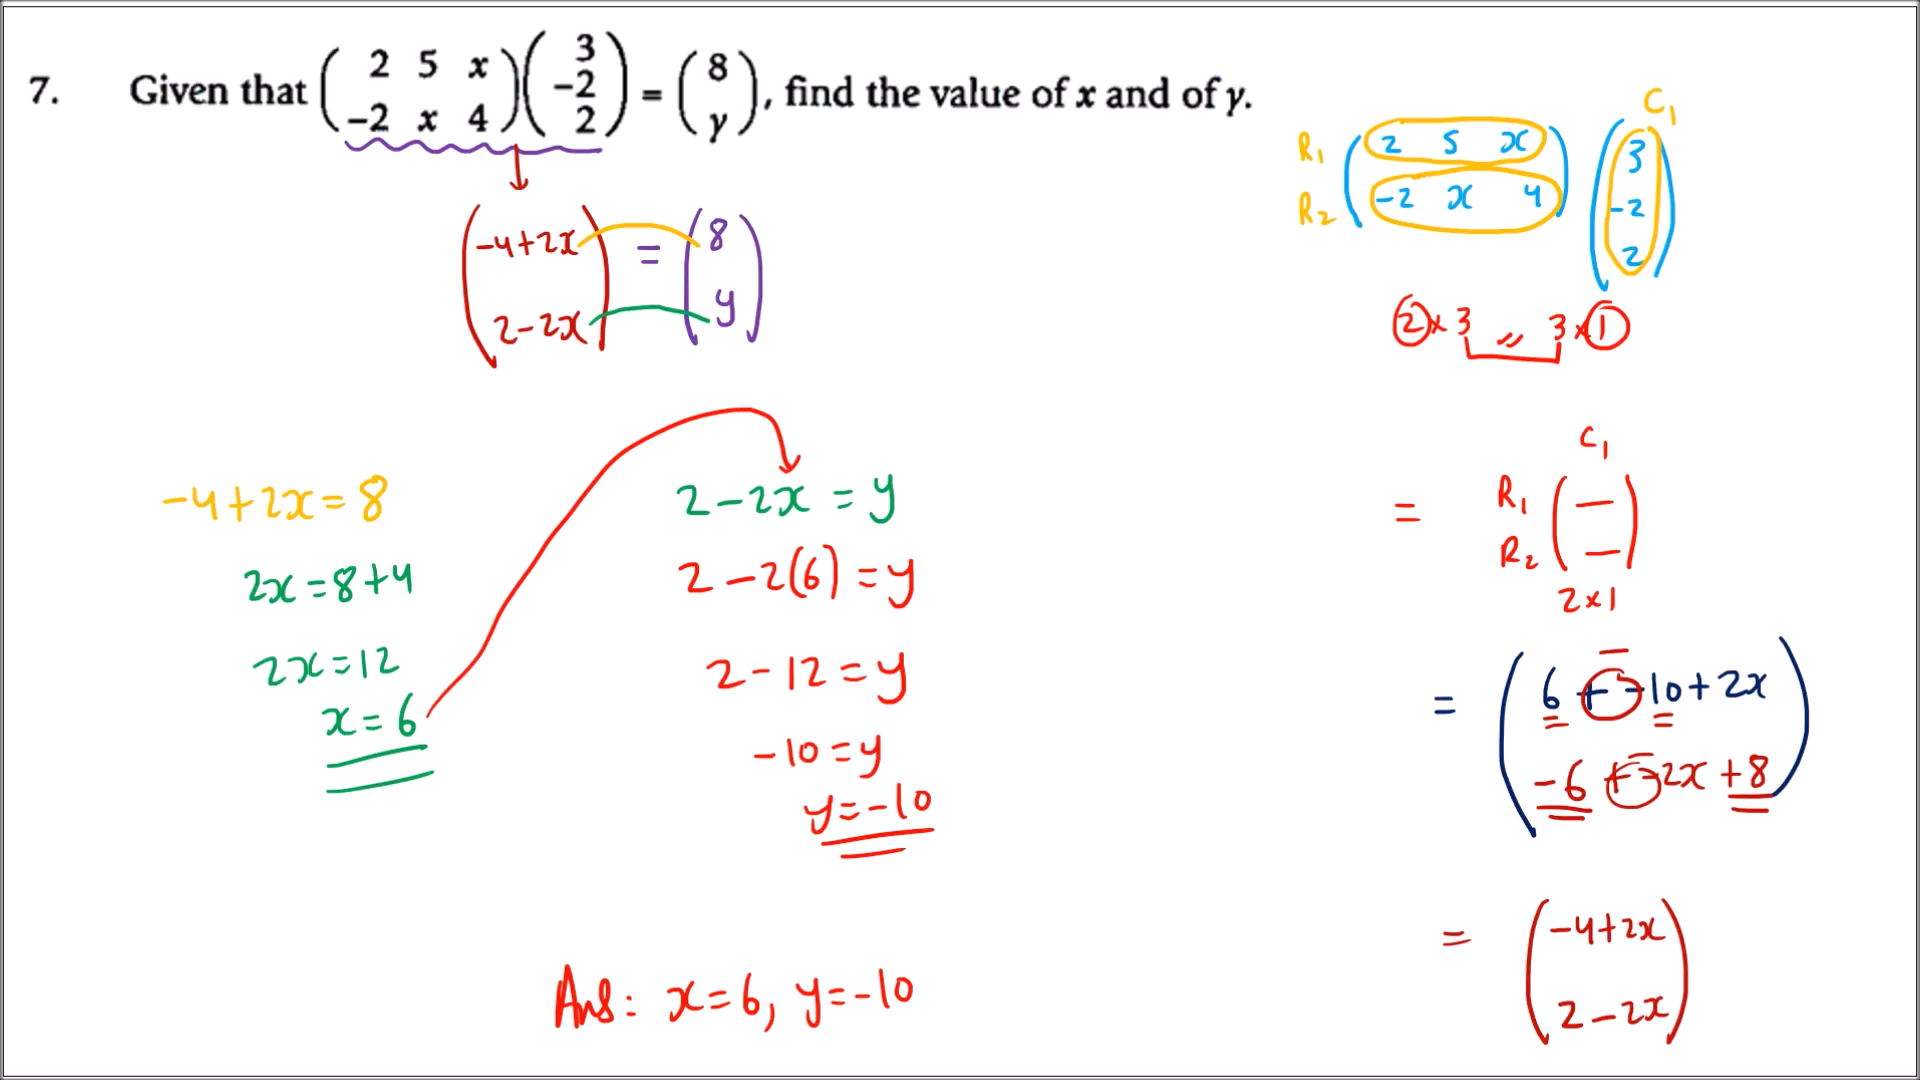 7. Given that ( 2 5 x ) ( 3 ) = ( 8 ), find the value of x and of y.
( -2 x 4 ) ( -2 ) ( y )
( 2 )
( -4+2x ) = ( 8 )
( 2-2x ) ( y )
-4+2x=8
2x=8+4
2x=12
x=6
2-2x=y
2-2(6)=y
2-12=y
-10=y
y=-10
Ans: x=6, y=-10
C1
R1 ( 2 5 x ) ( 3 )
R2 ( -2 x 4 ) ( -2 )
( 2 )
2×3 = 3×1
C1
= R1 ( — )
R2 ( — )
2×1
= ( 6 + -10+2x )
( -6 + -2x +8 )
= ( -4+2x )
( 2-2x )